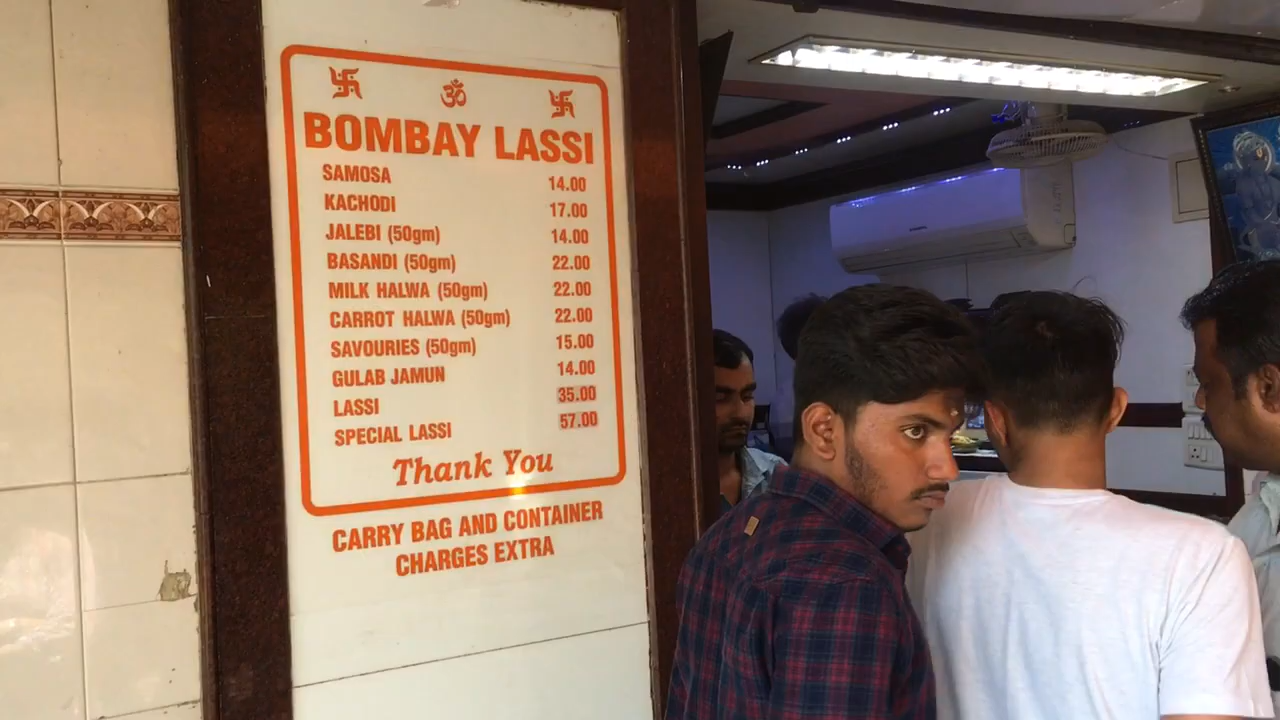 卐 ॐ 卐
BOMBAY LASSI
SAMOSA 14.00
KACHODI 17.00
JALEBI (50gm) 14.00
BASANDI (50gm) 22.00
MILK HALWA (50gm) 22.00
CARROT HALWA (50gm) 22.00
SAVOURIES (50gm) 15.00
GULAB JAMUN 14.00
LASSI 35.00
SPECIAL LASSI 57.00
Thank You
CARRY BAG AND CONTAINER
CHARGES EXTRA